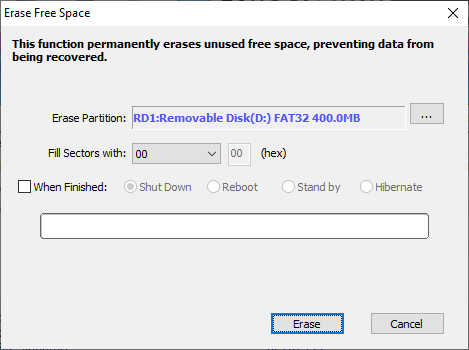 Erase Free Space
This function permanently erases unused free space, preventing data from
being recovered.
Erase Partition: RD1:Removable Disk(D:) FAT32 400.0MB ...
Fill Sectors with: 00 00 (hex)
When Finished: Shut Down Reboot Stand by Hibernate
Erase Cancel